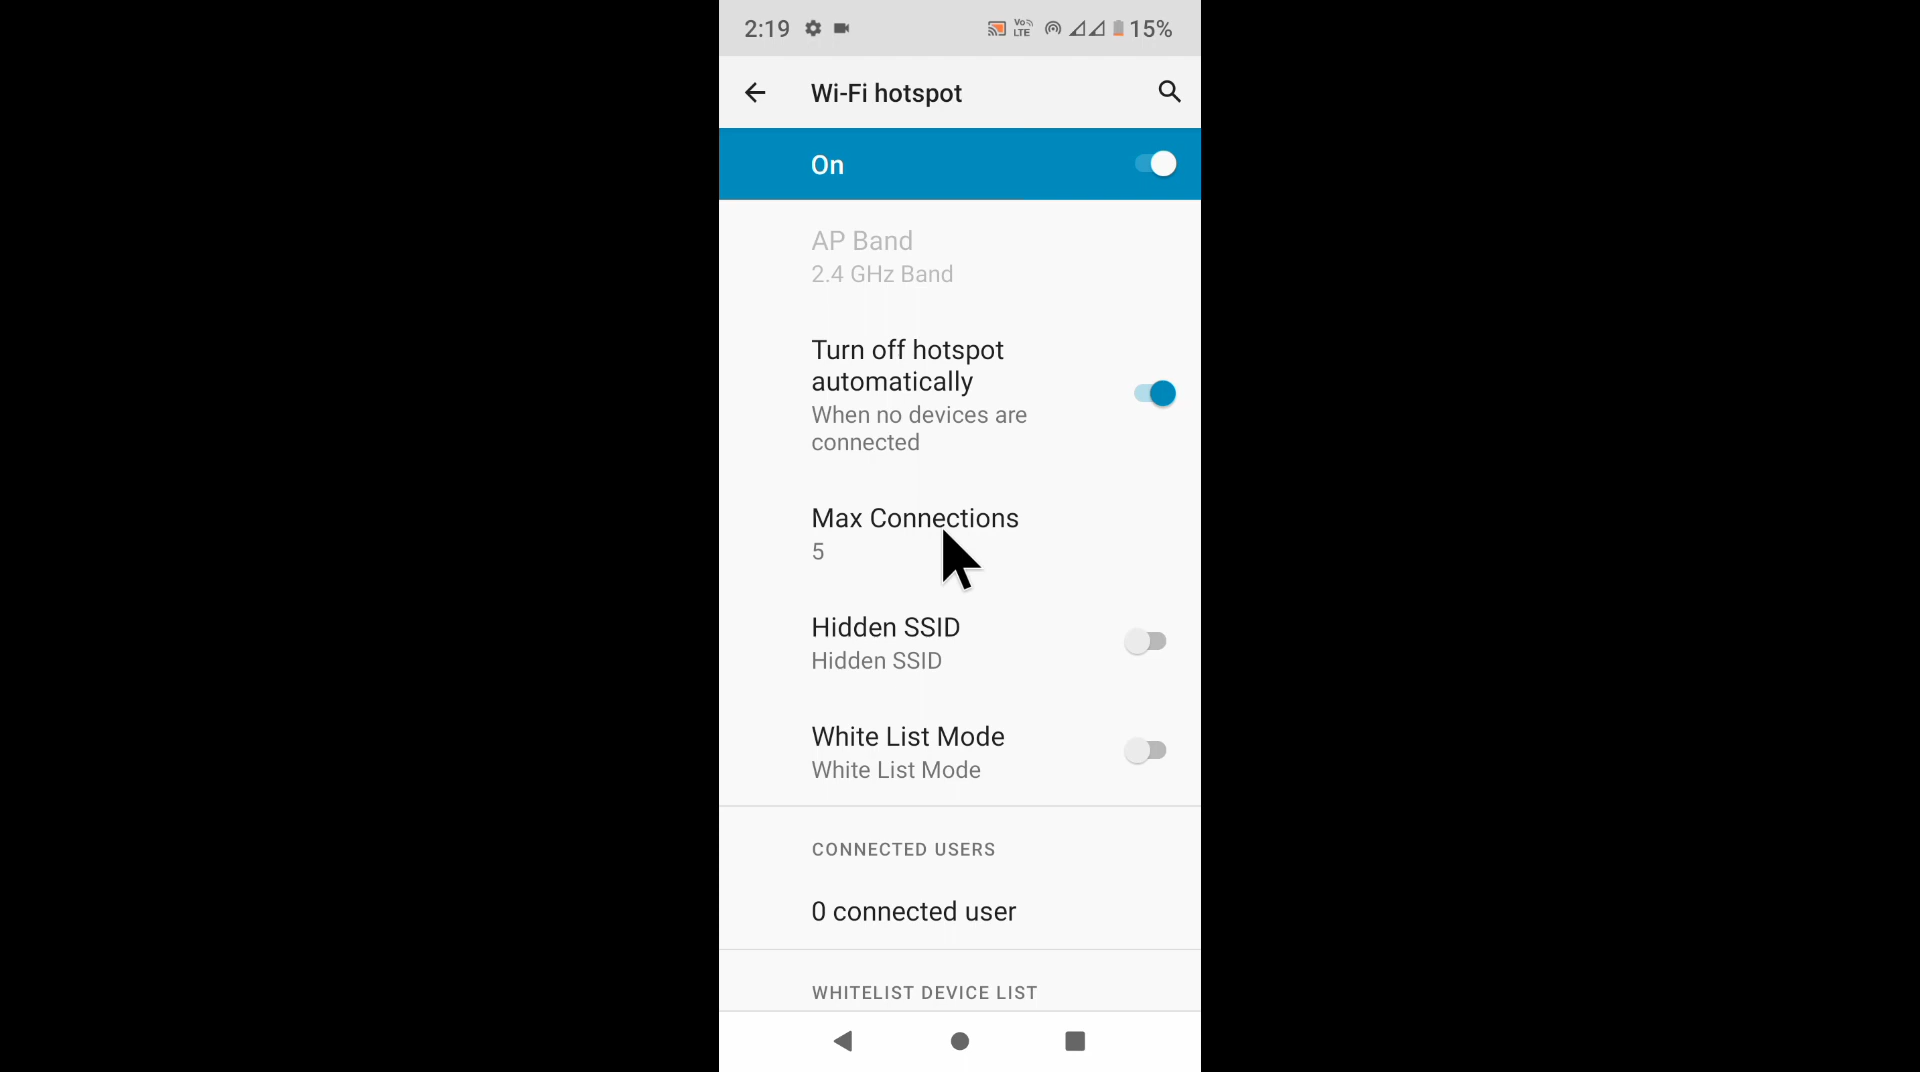 2:19 Vo LTE 15%
Wi-Fi hotspot
On
AP Band
2.4 GHz Band
Turn off hotspot
automatically
When no devices are
connected
Max Connections
5
Hidden SSID
Hidden SSID
White List Mode
White List Mode
CONNECTED USERS
0 connected user
WHITELIST DEVICE LIST